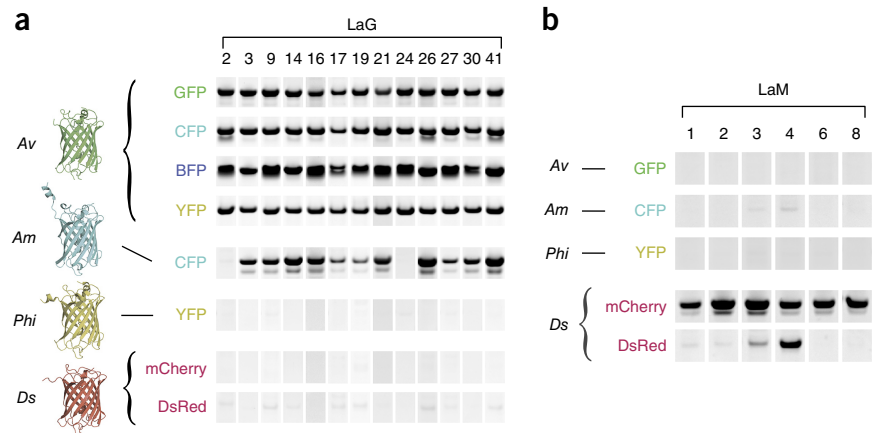 a
LaG
2 3 9 14 16 17 19 21 24 26 27 30 41
Av
GFP
CFP
BFP
YFP
Am
CFP
Phi
YFP
Ds
mCherry
DsRed
b
LaM
1 2 3 4 6 8
Av
GFP
Am
CFP
Phi
YFP
Ds
mCherry
DsRed